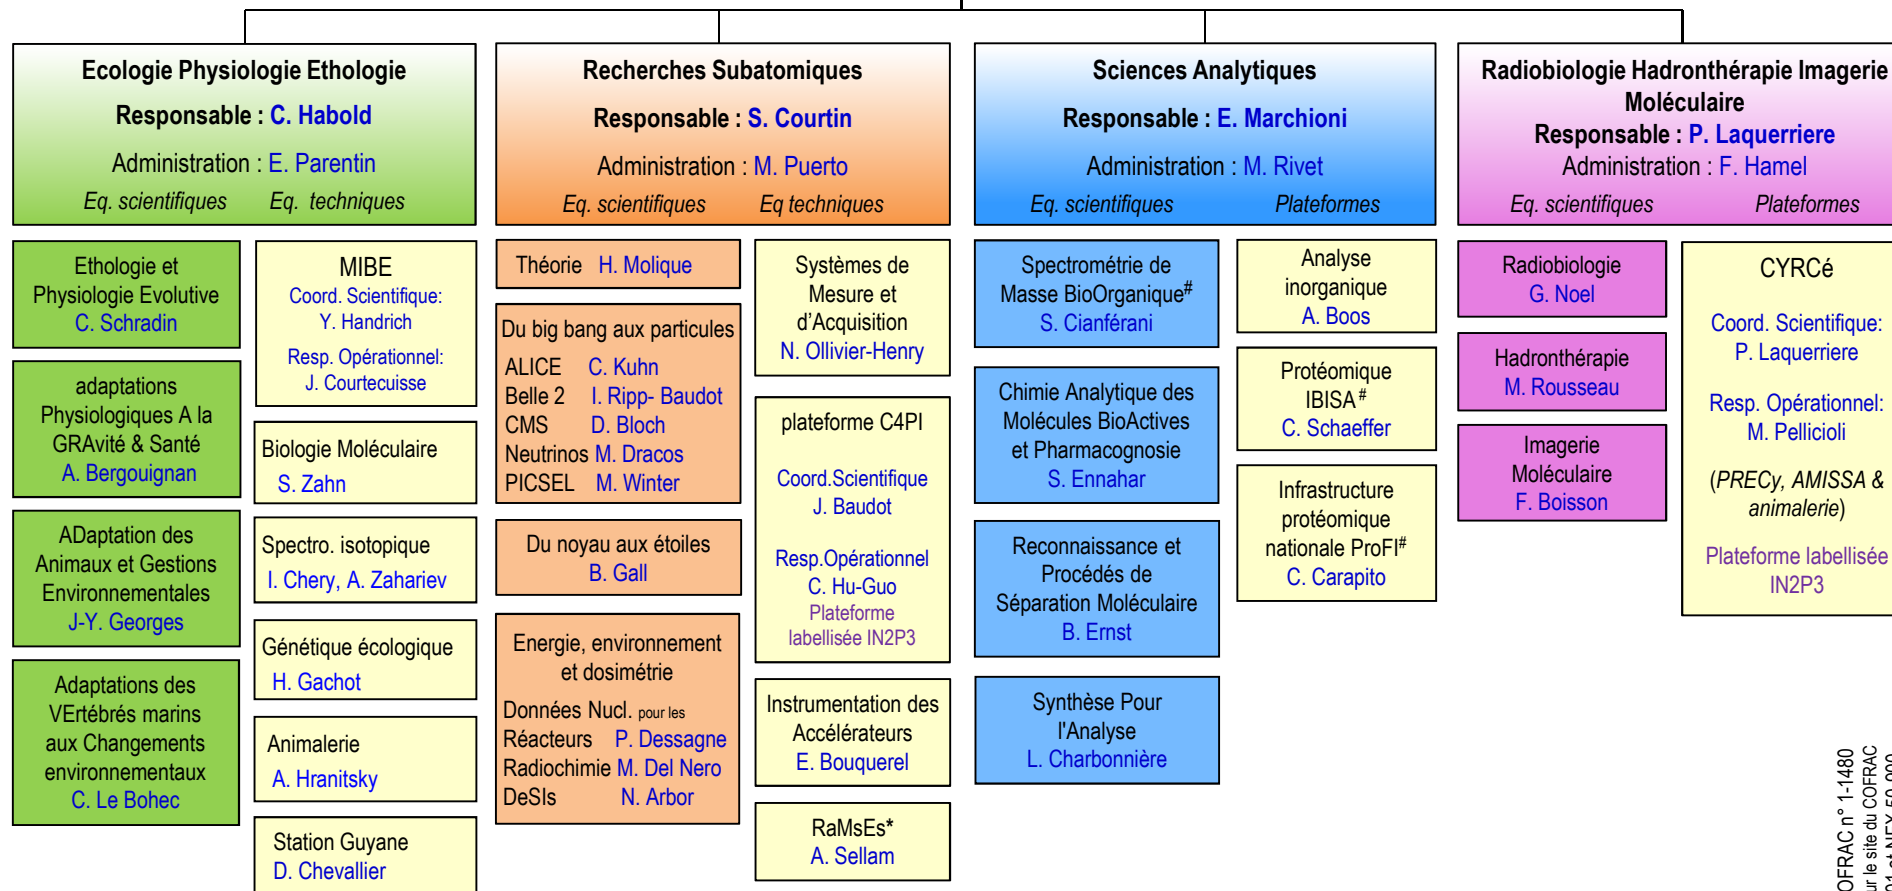 Ecologie Physiologie Ethologie
Responsable : C. Habold
Administration : E. Parentin
Eq. scientifiques Eq. techniques
Ethologie et
Physiologie Evolutive
C. Schradin
adaptations
Physiologiques A la
GRAvité & Santé
A. Bergouignan
ADaptation des
Animaux et Gestions
Environnementales
J-Y. Georges
Adaptations des
VErtébrés marins
aux Changements
environnementaux
C. Le Bohec
MIBE
Coord. Scientifique:
Y. Handrich
Resp. Opérationnel:
J. Courtecuisse
Biologie Moléculaire
S. Zahn
Spectro. isotopique
I. Chery, A. Zahariev
Génétique écologique
H. Gachot
Animalerie
A. Hranitsky
Station Guyane
D. Chevallier
Recherches Subatomiques
Responsable : S. Courtin
Administration : M. Puerto
Eq. scientifiques Eq techniques
Théorie H. Molique
Du big bang aux particules
ALICE C. Kuhn
Belle 2 I. Ripp- Baudot
CMS D. Bloch
Neutrinos M. Dracos
PICSEL M. Winter
Du noyau aux étoiles
B. Gall
Energie, environnement
et dosimétrie
Données Nucl. pour les
Réacteurs P. Dessagne
Radiochimie M. Del Nero
DeSIs N. Arbor
Systèmes de
Mesure et
d'Acquisition
N. Ollivier-Henry
plateforme C4PI
Coord.Scientifique
J. Baudot
Resp.Opérationnel
C. Hu-Guo
Plateforme
labellisée IN2P3
Instrumentation des
Accélérateurs
E. Bouquerel
RaMsEs*
A. Sellam
Sciences Analytiques
Responsable : E. Marchioni
Administration : M. Rivet
Eq. scientifiques Plateformes
Spectrométrie de
Masse BioOrganique#
S. Cianférani
Chimie Analytique des
Molécules BioActives
et Pharmacognosie
S. Ennahar
Reconnaissance et
Procédés de
Séparation Moléculaire
B. Ernst
Synthèse Pour
l'Analyse
L. Charbonnière
Analyse
inorganique
A. Boos
Protéomique
IBISA#
C. Schaeffer
Infrastructure
protéomique
nationale ProFI#
C. Carapito
Radiobiologie Hadronthérapie Imagerie
Moléculaire
Responsable : P. Laquerriere
Administration : F. Hamel
Eq. scientifiques Plateformes
Radiobiologie
G. Noel
Hadronthérapie
M. Rousseau
Imagerie
Moléculaire
F. Boisson
CYRCé
Coord. Scientifique:
P. Laquerriere
Resp. Opérationnel:
M. Pellicioli
(PRECy, AMISSA &
animalerie)
Plateforme labellisée
IN2P3
OFRAC n° 1-1480
ur le site du COFRAC